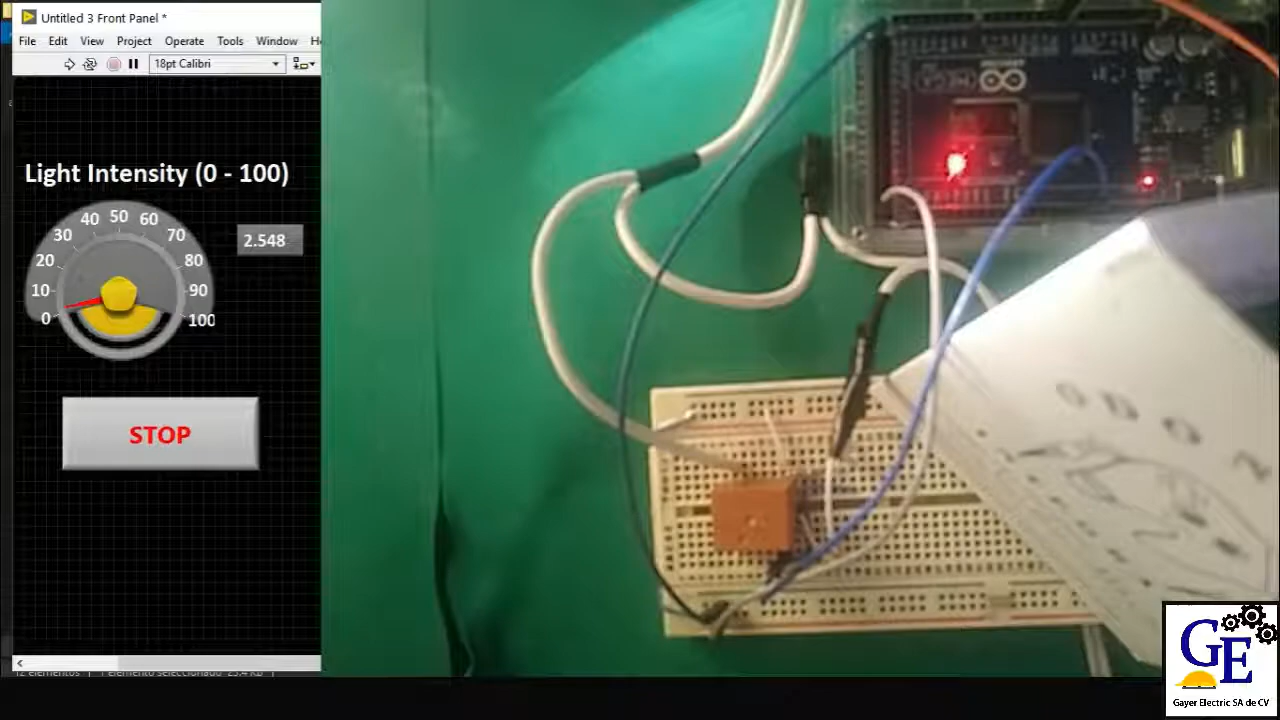 Untitled 3 Front Panel *
File Edit View Project Operate Tools Window H
18pt Calibri
Light Intensity (0 - 100)
0 10 20 30 40 50 60 70 80 90 100
2.548
STOP
GE
Gayer Electric SA de CV